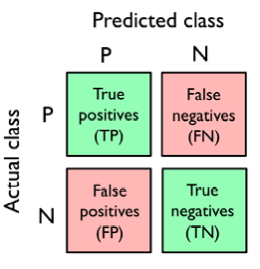 Predicted class
P N
Actual class
P
True
positives
(TP)
False
negatives
(FN)
N
False
positives
(FP)
True
negatives
(TN)